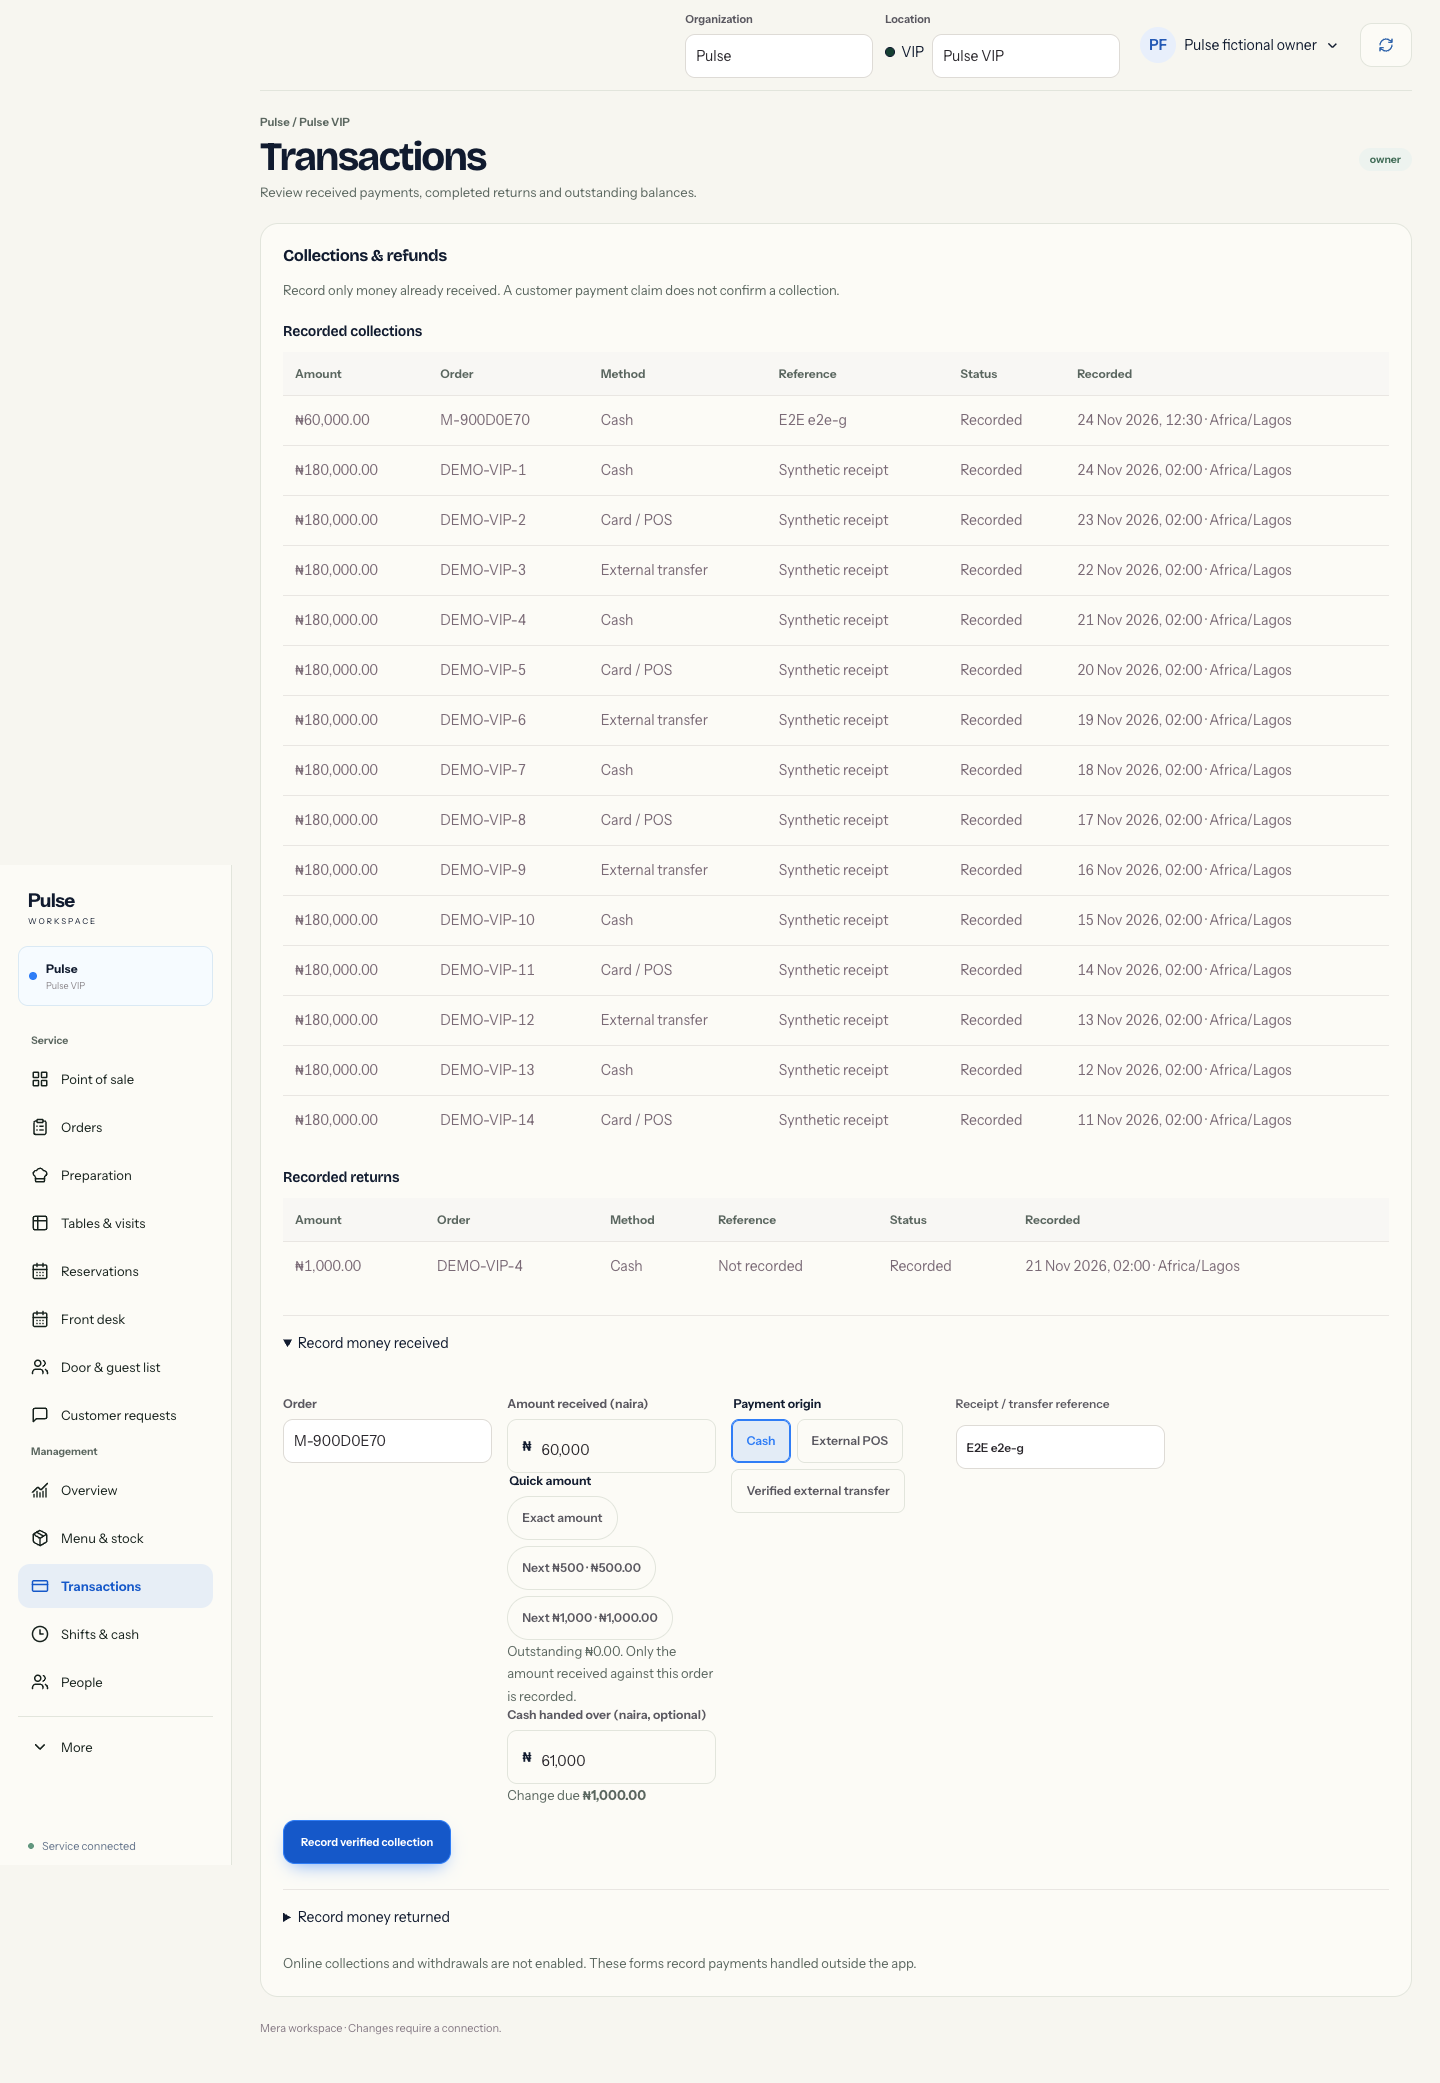 Organization
Location
Pulse
VIP
Pulse VIP
PF
Pulse fictional owner
Pulse / Pulse VIP
Transactions
owner
Review received payments, completed returns and outstanding balances.
Collections & refunds
Record only money already received. A customer payment claim does not confirm a collection.
Recorded collections
Amount Order Method Reference Status Recorded
₦60,000.00 M-900D0E70 Cash E2E e2e-g Recorded 24 Nov 2026, 12:30 · Africa/Lagos
₦180,000.00 DEMO-VIP-1 Cash Synthetic receipt Recorded 24 Nov 2026, 02:00 · Africa/Lagos
₦180,000.00 DEMO-VIP-2 Card / POS Synthetic receipt Recorded 23 Nov 2026, 02:00 · Africa/Lagos
₦180,000.00 DEMO-VIP-3 External transfer Synthetic receipt Recorded 22 Nov 2026, 02:00 · Africa/Lagos
₦180,000.00 DEMO-VIP-4 Cash Synthetic receipt Recorded 21 Nov 2026, 02:00 · Africa/Lagos
₦180,000.00 DEMO-VIP-5 Card / POS Synthetic receipt Recorded 20 Nov 2026, 02:00 · Africa/Lagos
₦180,000.00 DEMO-VIP-6 External transfer Synthetic receipt Recorded 19 Nov 2026, 02:00 · Africa/Lagos
₦180,000.00 DEMO-VIP-7 Cash Synthetic receipt Recorded 18 Nov 2026, 02:00 · Africa/Lagos
₦180,000.00 DEMO-VIP-8 Card / POS Synthetic receipt Recorded 17 Nov 2026, 02:00 · Africa/Lagos
₦180,000.00 DEMO-VIP-9 External transfer Synthetic receipt Recorded 16 Nov 2026, 02:00 · Africa/Lagos
₦180,000.00 DEMO-VIP-10 Cash Synthetic receipt Recorded 15 Nov 2026, 02:00 · Africa/Lagos
₦180,000.00 DEMO-VIP-11 Card / POS Synthetic receipt Recorded 14 Nov 2026, 02:00 · Africa/Lagos
₦180,000.00 DEMO-VIP-12 External transfer Synthetic receipt Recorded 13 Nov 2026, 02:00 · Africa/Lagos
₦180,000.00 DEMO-VIP-13 Cash Synthetic receipt Recorded 12 Nov 2026, 02:00 · Africa/Lagos
₦180,000.00 DEMO-VIP-14 Card / POS Synthetic receipt Recorded 11 Nov 2026, 02:00 · Africa/Lagos
Recorded returns
Amount Order Method Reference Status Recorded
₦1,000.00 DEMO-VIP-4 Cash Not recorded Recorded 21 Nov 2026, 02:00 · Africa/Lagos
Record money received
Order
M-900D0E70
Amount received (naira)
₦ 60,000
Quick amount
Exact amount
Next ₦500 · ₦500.00
Next ₦1,000 · ₦1,000.00
Outstanding ₦0.00. Only the
amount received against this order
is recorded.
Cash handed over (naira, optional)
₦ 61,000
Change due ₦1,000.00
Payment origin
Cash
External POS
Verified external transfer
Receipt / transfer reference
E2E e2e-g
Record verified collection
Record money returned
Online collections and withdrawals are not enabled. These forms record payments handled outside the app.
Mera workspace · Changes require a connection.
Pulse
WORKSPACE
Pulse
Pulse VIP
Service
Point of sale
Orders
Preparation
Tables & visits
Reservations
Front desk
Door & guest list
Customer requests
Management
Overview
Menu & stock
Transactions
Shifts & cash
People
More
Service connected